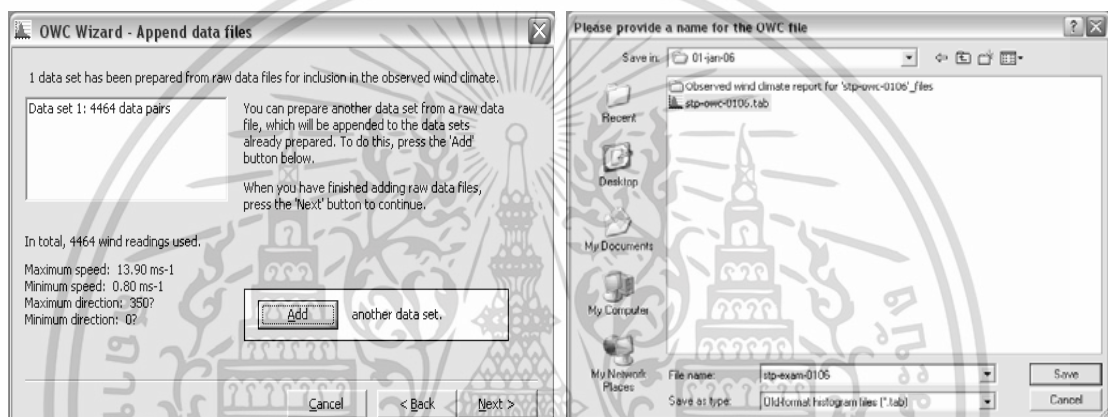 OWC Wizard - Append data files
1 data set has been prepared from raw data files for inclusion in the observed wind climate.
Data set 1: 4464 data pairs
You can prepare another data set from a raw data
file, which will be appended to the data sets
already prepared. To do this, press the 'Add'
button below.
When you have finished adding raw data files,
press the 'Next' button to continue.
In total, 4464 wind readings used.
Maximum speed: 13.90 ms-1
Minimum speed: 0.80 ms-1
Maximum direction: 350?
Minimum direction: 0?
Add another data set.
Cancel < Back Next >
Please provide a name for the OWC file
Save in: 01-jan-06
Observed wind climate report for 'stp-owc-0106'_files
stp-owc-0106.tab
Recent
Desktop
My Documents
My Computer
My Network
Places
File name: stp-exam-0106 Save
Save as type: Old-format histogram files (*.tab) Cancel